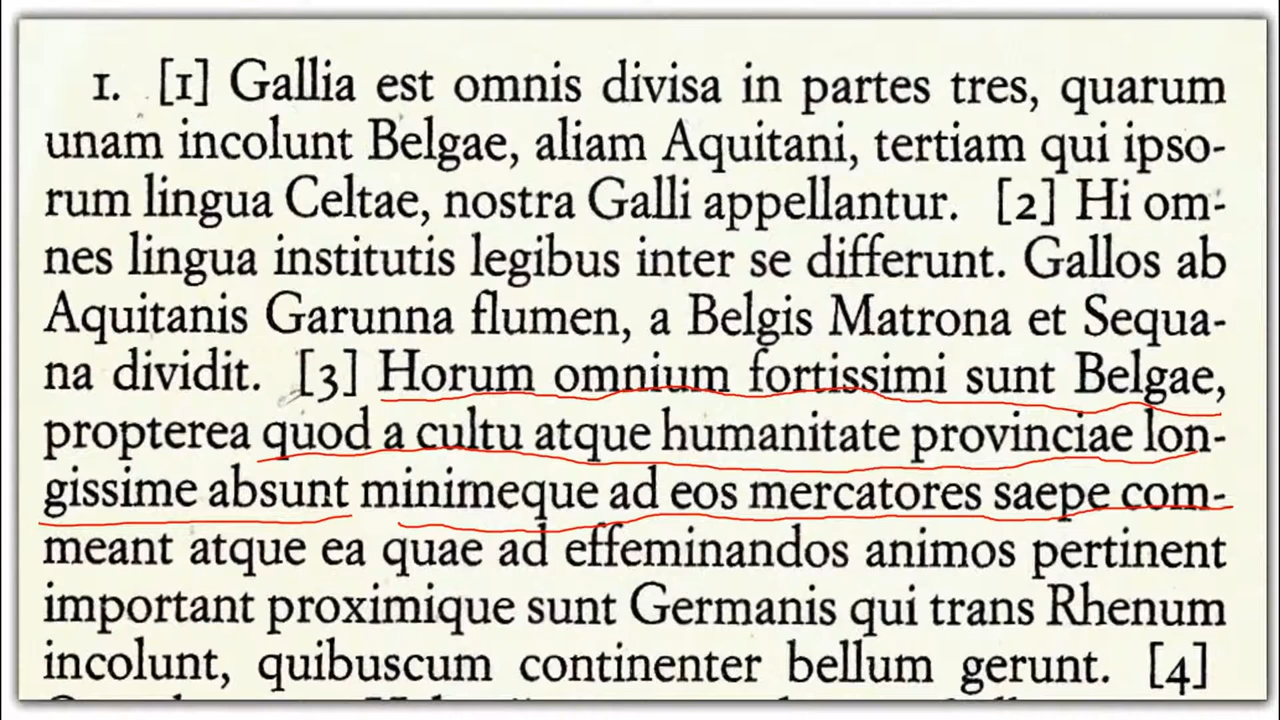 1. [1] Gallia est omnis divisa in partes tres, quarum
unam incolunt Belgae, aliam Aquitani, tertiam qui ipso-
rum lingua Celtae, nostra Galli appellantur. [2] Hi om-
nes lingua institutis legibus inter se differunt. Gallos ab
Aquitanis Garunna flumen, a Belgis Matrona et Sequa-
na dividit. [3] Horum omnium fortissimi sunt Belgae,
propterea quod a cultu atque humanitate provinciae lon-
gissime absunt minimeque ad eos mercatores saepe com-
meant atque ea quae ad effeminandos animos pertinent
important proximique sunt Germanis qui trans Rhenum
incolunt, quibuscum continenter bellum gerunt. [4]